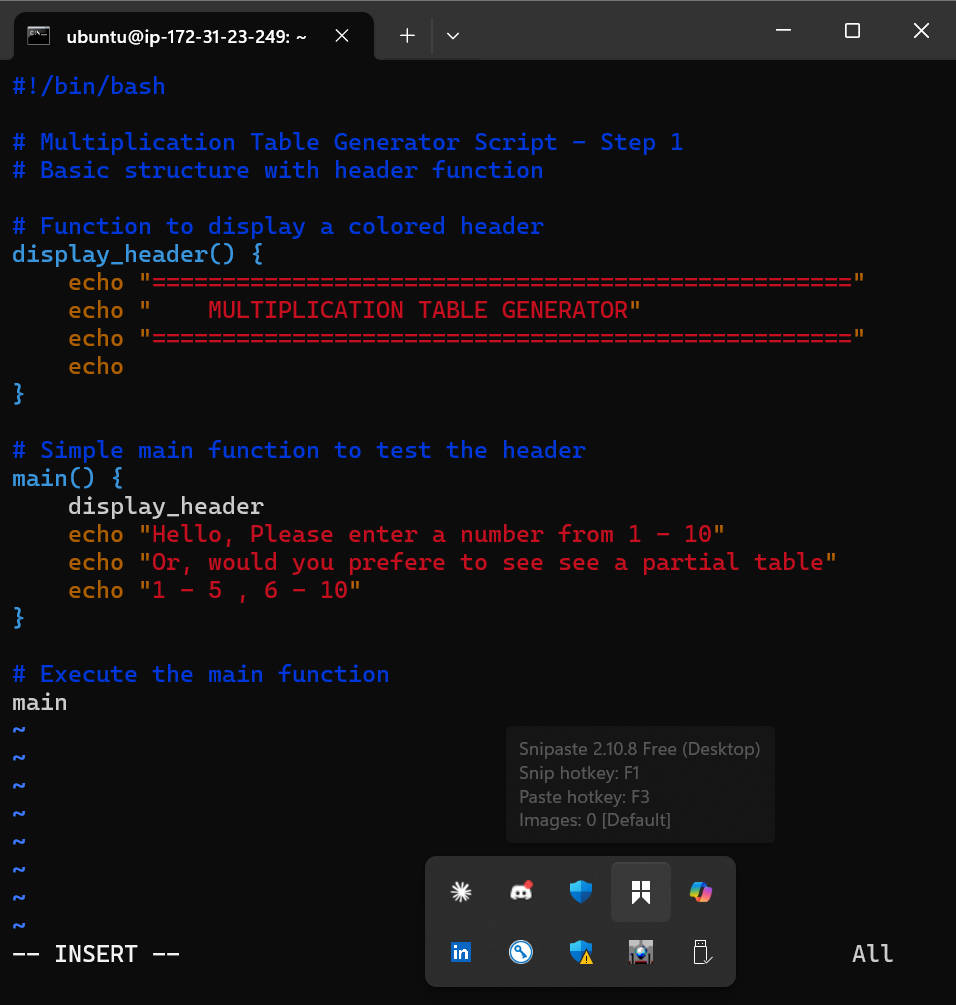 ubuntu@ip-172-31-23-249: ~
#!/bin/bash
# Multiplication Table Generator Script - Step 1
# Basic structure with header function
# Function to display a colored header
display_header() {
    echo "=================================================="
    echo "    MULTIPLICATION TABLE GENERATOR"
    echo "=================================================="
    echo
}
# Simple main function to test the header
main() {
    display_header
    echo "Hello, Please enter a number from 1 - 10"
    echo "Or, would you prefere to see see a partial table"
    echo "1 - 5 , 6 - 10"
}
# Execute the main function
main
~
~
~
~
~
~
~
~
Snipaste 2.10.8 Free (Desktop)
Snip hotkey: F1
Paste hotkey: F3
Images: 0 [Default]
in
-- INSERT --
All